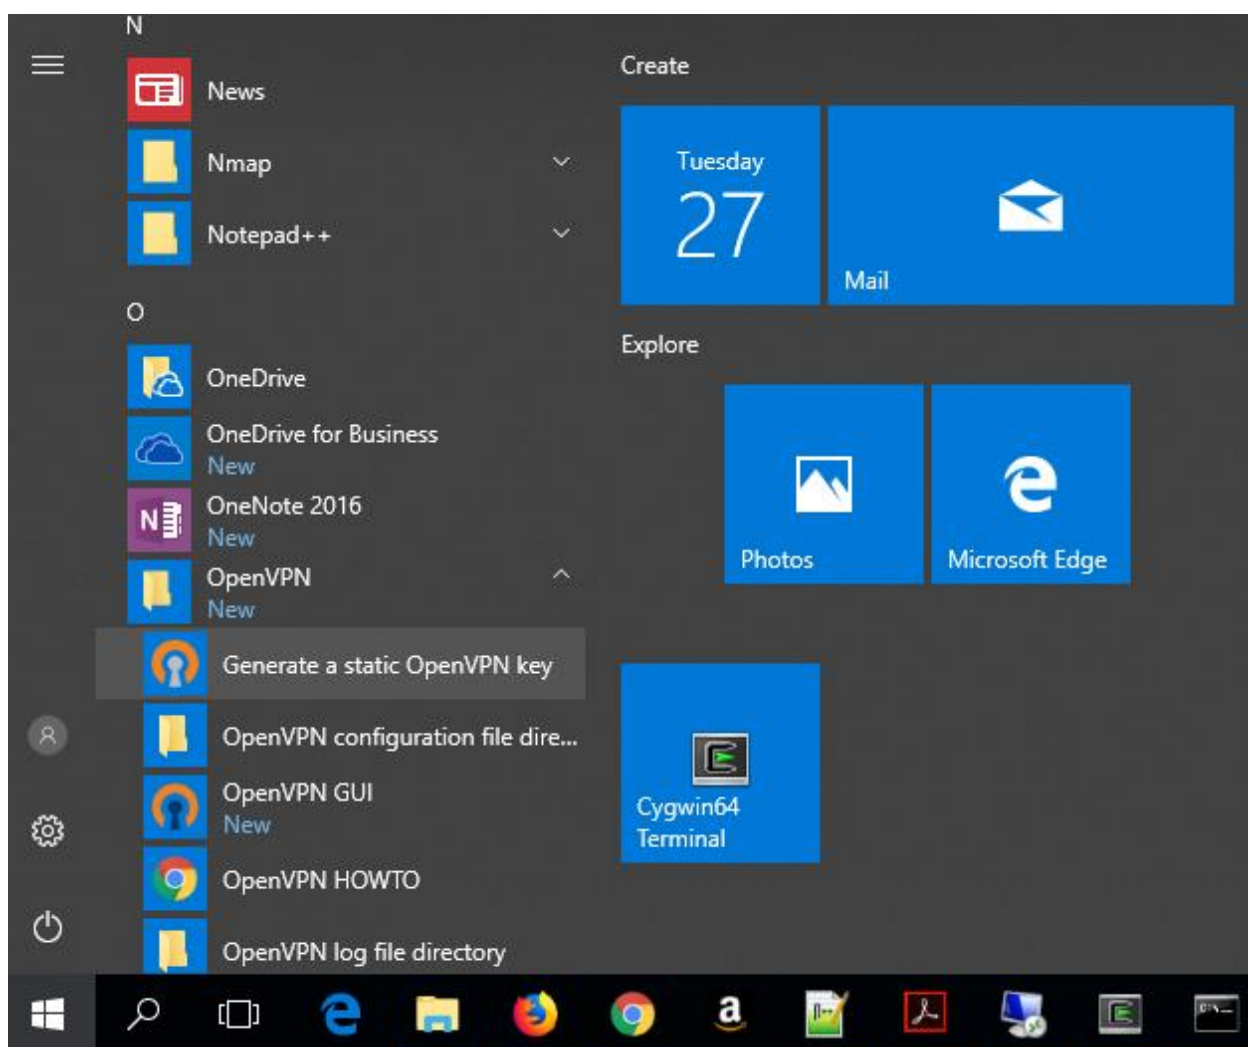 N
News
Nmap
Notepad++
O
OneDrive
OneDrive for Business
New
OneNote 2016
New
OpenVPN
New
Generate a static OpenVPN key
OpenVPN configuration file dire...
OpenVPN GUI
New
OpenVPN HOWTO
OpenVPN log file directory
Create
Tuesday
27
Mail
Explore
Photos
Microsoft Edge
Cygwin64
Terminal